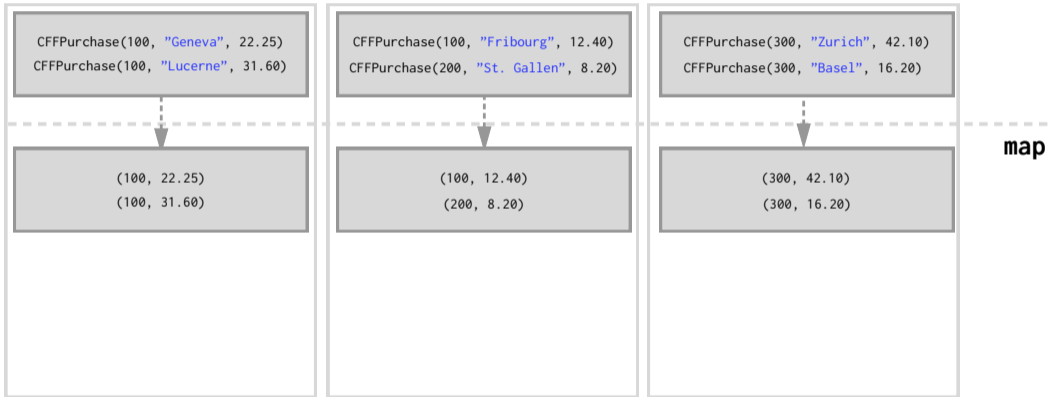 CFFPurchase(100, ”Geneva”, 22.25)
CFFPurchase(100, ”Lucerne”, 31.60)
CFFPurchase(100, ”Fribourg”, 12.40)
CFFPurchase(200, ”St. Gallen”, 8.20)
CFFPurchase(300, ”Zurich”, 42.10)
CFFPurchase(300, ”Basel”, 16.20)
map
(100, 22.25)
(100, 31.60)
(100, 12.40)
(200, 8.20)
(300, 42.10)
(300, 16.20)